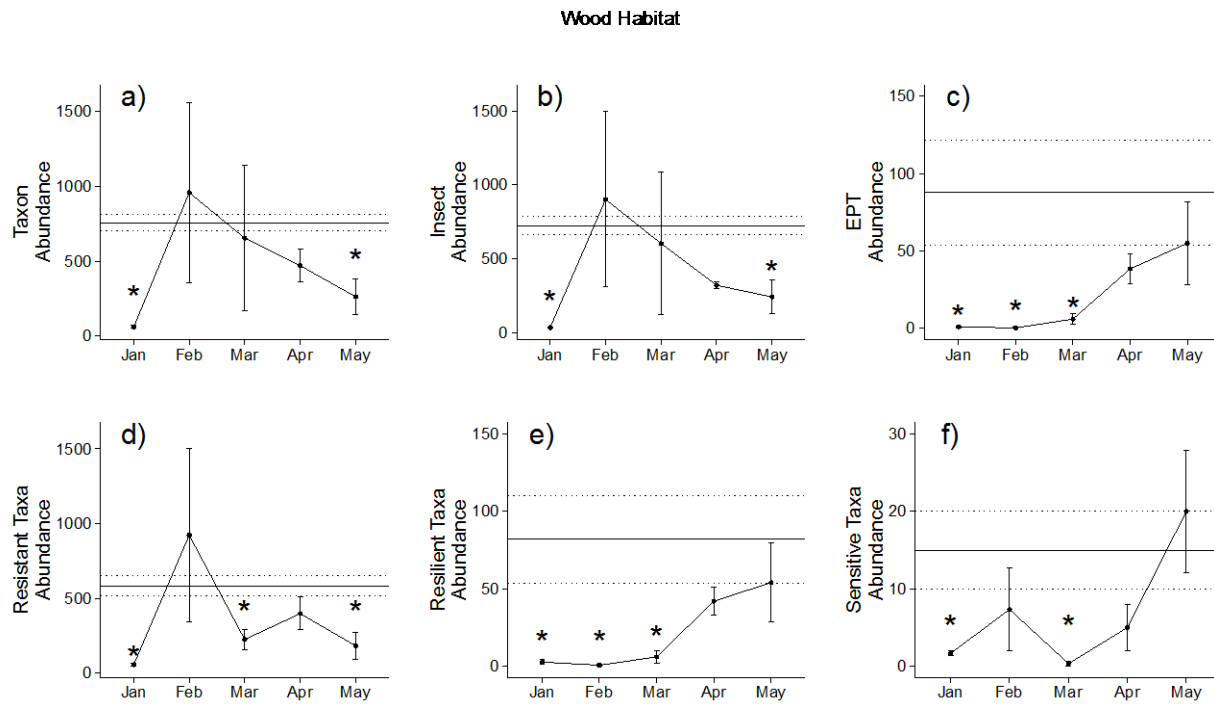 Wood Habitat
a)
Taxon
Abundance
1500
1000
500
0
*
*
Jan Feb Mar Apr May
b)
Insect
Abundance
1500
1000
500
0
*
*
Jan Feb Mar Apr May
c)
EPT
Abundance
150
100
50
0
* * *
Jan Feb Mar Apr May
d)
Resistant Taxa
Abundance
1500
1000
500
0
* * *
Jan Feb Mar Apr May
e)
Resilient Taxa
Abundance
150
100
50
0
* * *
Jan Feb Mar Apr May
f)
Sensitive Taxa
Abundance
30
20
10
0
* *
Jan Feb Mar Apr May